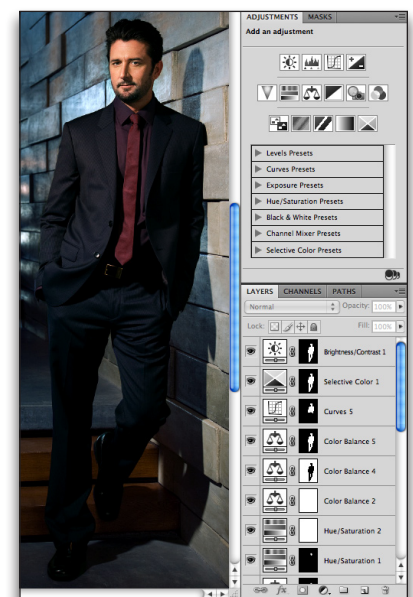 ADJUSTMENTS MASKS
Add an adjustment
Levels Presets
Curves Presets
Exposure Presets
Hue/Saturation Presets
Black & White Presets
Channel Mixer Presets
Selective Color Presets
LAYERS CHANNELS PATHS
Normal Opacity: 100%
Lock: Fill: 100%
Brightness/Contrast 1
Selective Color 1
Curves 5
Color Balance 5
Color Balance 4
Color Balance 2
Hue/Saturation 2
Hue/Saturation 1
fx